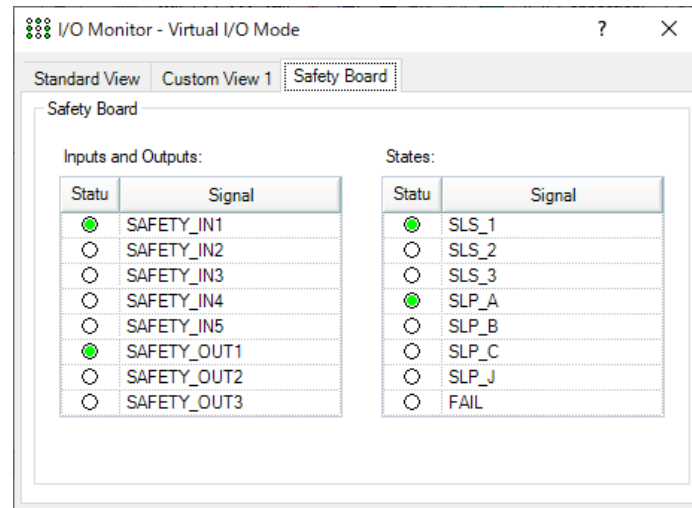 I/O Monitor - Virtual I/O Mode ?
Standard View Custom View 1 Safety Board
Safety Board
Inputs and Outputs:
Statu Signal
SAFETY_IN1
SAFETY_IN2
SAFETY_IN3
SAFETY_IN4
SAFETY_IN5
SAFETY_OUT1
SAFETY_OUT2
SAFETY_OUT3
States:
Statu Signal
SLS_1
SLS_2
SLS_3
SLP_A
SLP_B
SLP_C
SLP_J
FAIL